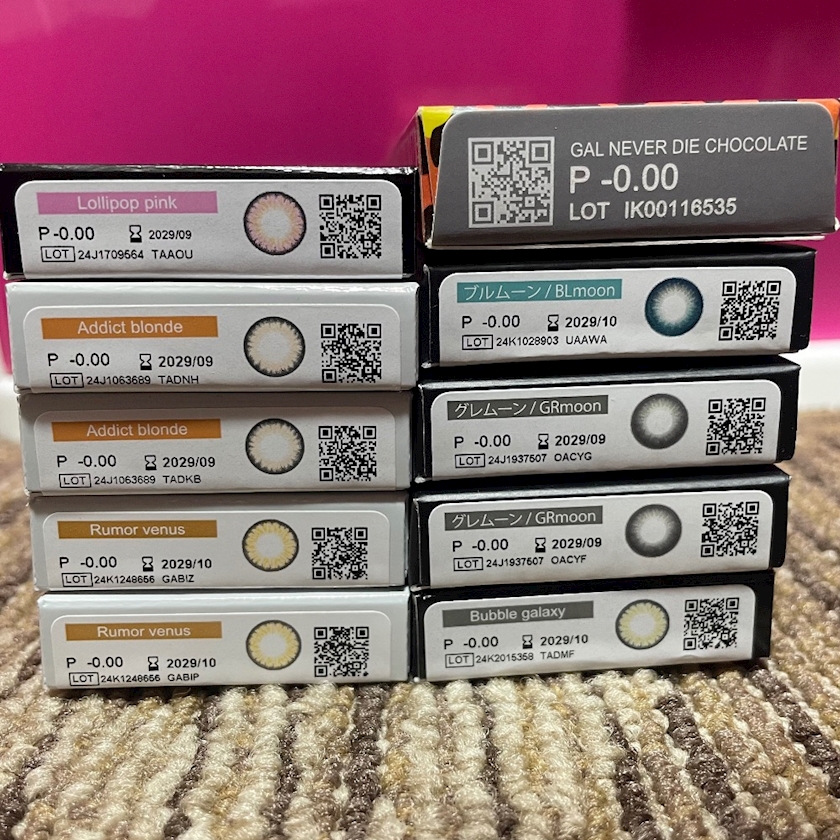 Lollipop pink
P -0.00 2029/09
LOT 24J1709564 TAAOU
Addict blonde
P -0.00 2029/09
LOT 24J1063689 TADNH
Addict blonde
P -0.00 2029/09
LOT 24J1063689 TADKB
Rumor venus
P -0.00 2029/10
LOT 24K1248656 GABIZ
Rumor venus
P -0.00 2029/10
LOT 24K1248656 GABIP
GAL NEVER DIE CHOCOLATE
P -0.00
LOT IK00116535
ブルムーン / BLmoon
P -0.00 2029/10
LOT 24K1028903 UAAWA
グレムーン / GRmoon
P -0.00 2029/09
LOT 24J1937507 OACYG
グレムーン / GRmoon
P -0.00 2029/09
LOT 24J1937507 OACYF
Bubble galaxy
P -0.00 2029/10
LOT 24K2015358 TADMF